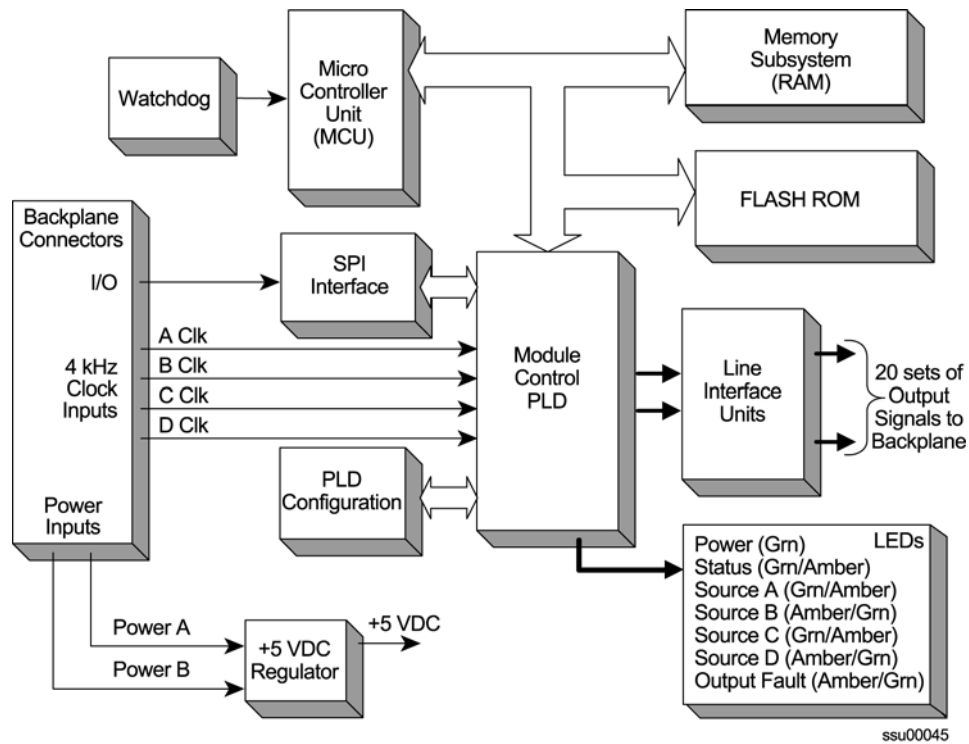 Watchdog
Micro
Controller
Unit
(MCU)
Memory
Subsystem
(RAM)
FLASH ROM
Backplane
Connectors
I/O
4 kHz
Clock
Inputs
Power
Inputs
SPI
Interface
A Clk
B Clk
C Clk
D Clk
PLD
Configuration
Module
Control
PLD
Line
Interface
Units
20 sets of
Output
Signals to
Backplane
LEDs
Power (Grn)
Status (Grn/Amber)
Source A (Grn/Amber)
Source B (Amber/Grn)
Source C (Grn/Amber)
Source D (Amber/Grn)
Output Fault (Amber/Grn)
Power A
Power B
+5 VDC
Regulator
+5 VDC
ssu00045